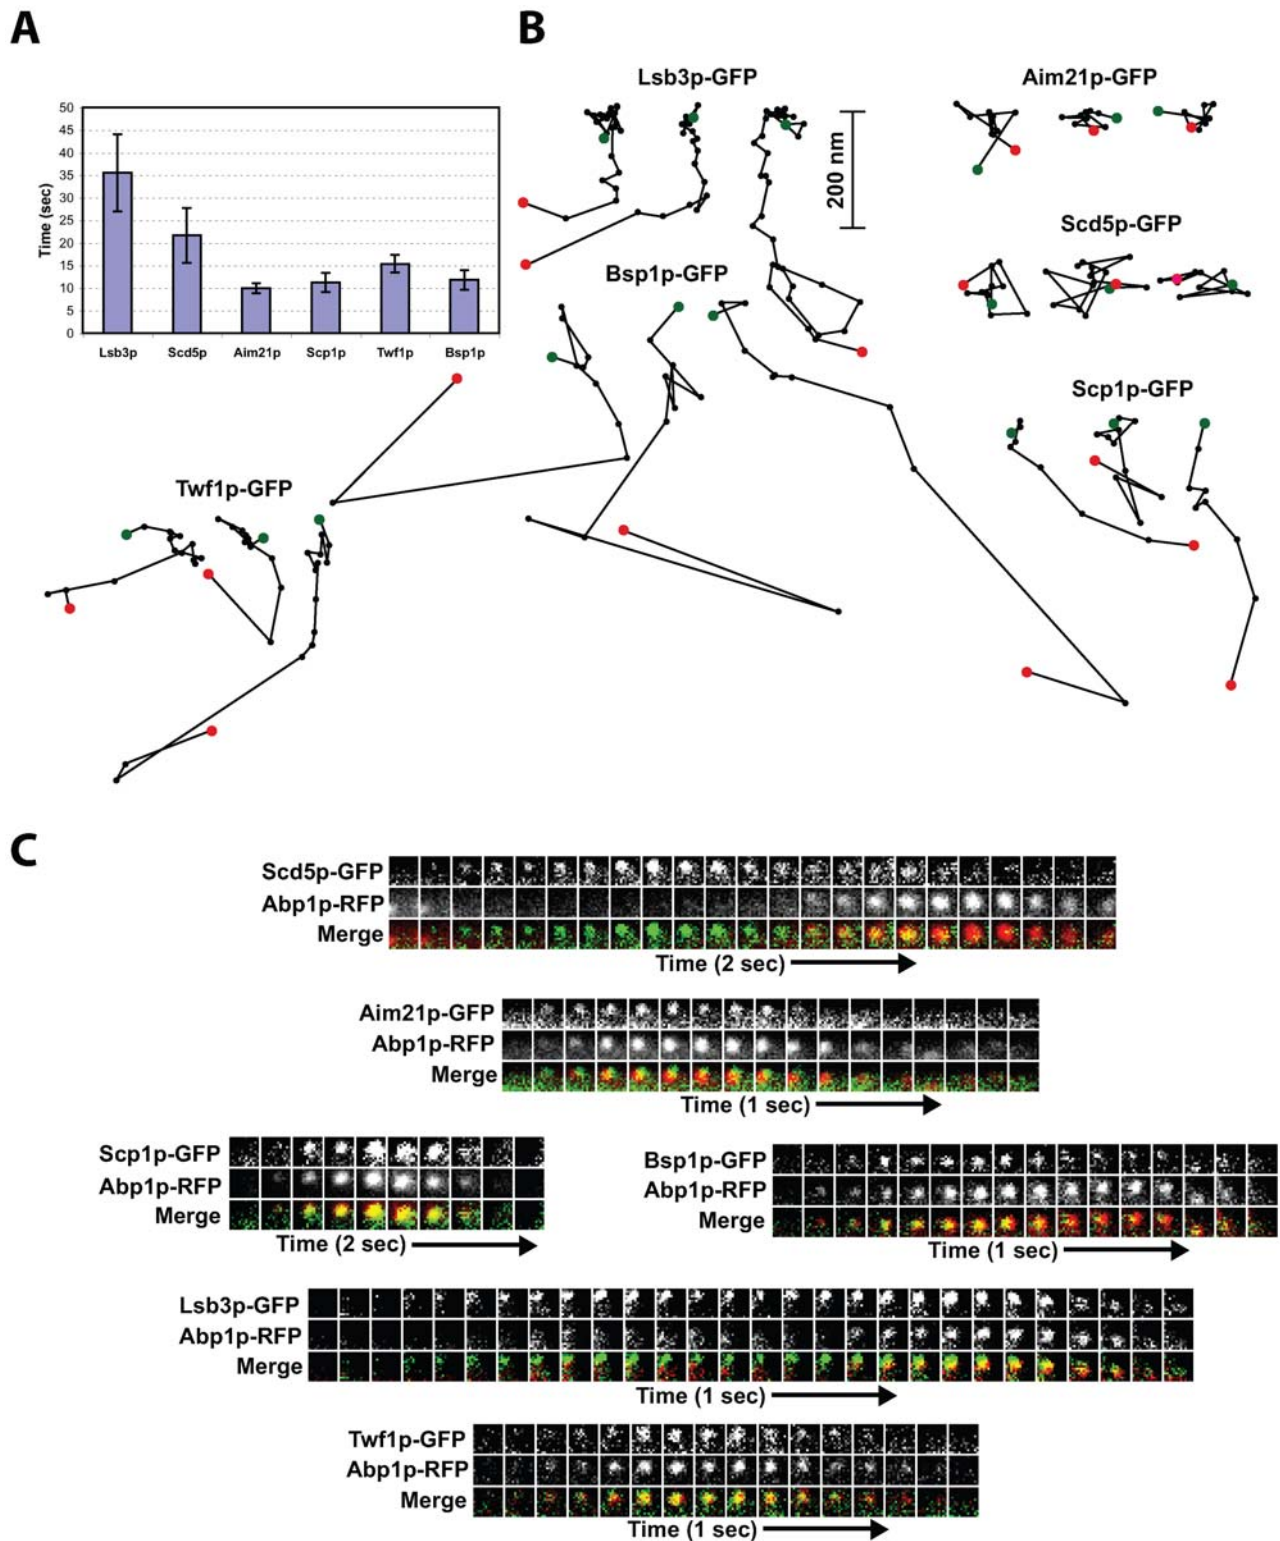 A
B
50
45
40
35
30
25
20
15
10
5
0
Time (sec)
Lsb3p Scd5p Aim21p Scp1p Twf1p Bsp1p
Lsb3p-GFP
Aim21p-GFP
200 nm
Scd5p-GFP
Bsp1p-GFP
Scp1p-GFP
Twf1p-GFP
C
Scd5p-GFP
Abp1p-RFP
Merge
Time (2 sec)
Aim21p-GFP
Abp1p-RFP
Merge
Time (1 sec)
Scp1p-GFP
Abp1p-RFP
Merge
Time (2 sec)
Bsp1p-GFP
Abp1p-RFP
Merge
Time (1 sec)
Lsb3p-GFP
Abp1p-RFP
Merge
Time (1 sec)
Twf1p-GFP
Abp1p-RFP
Merge
Time (1 sec)